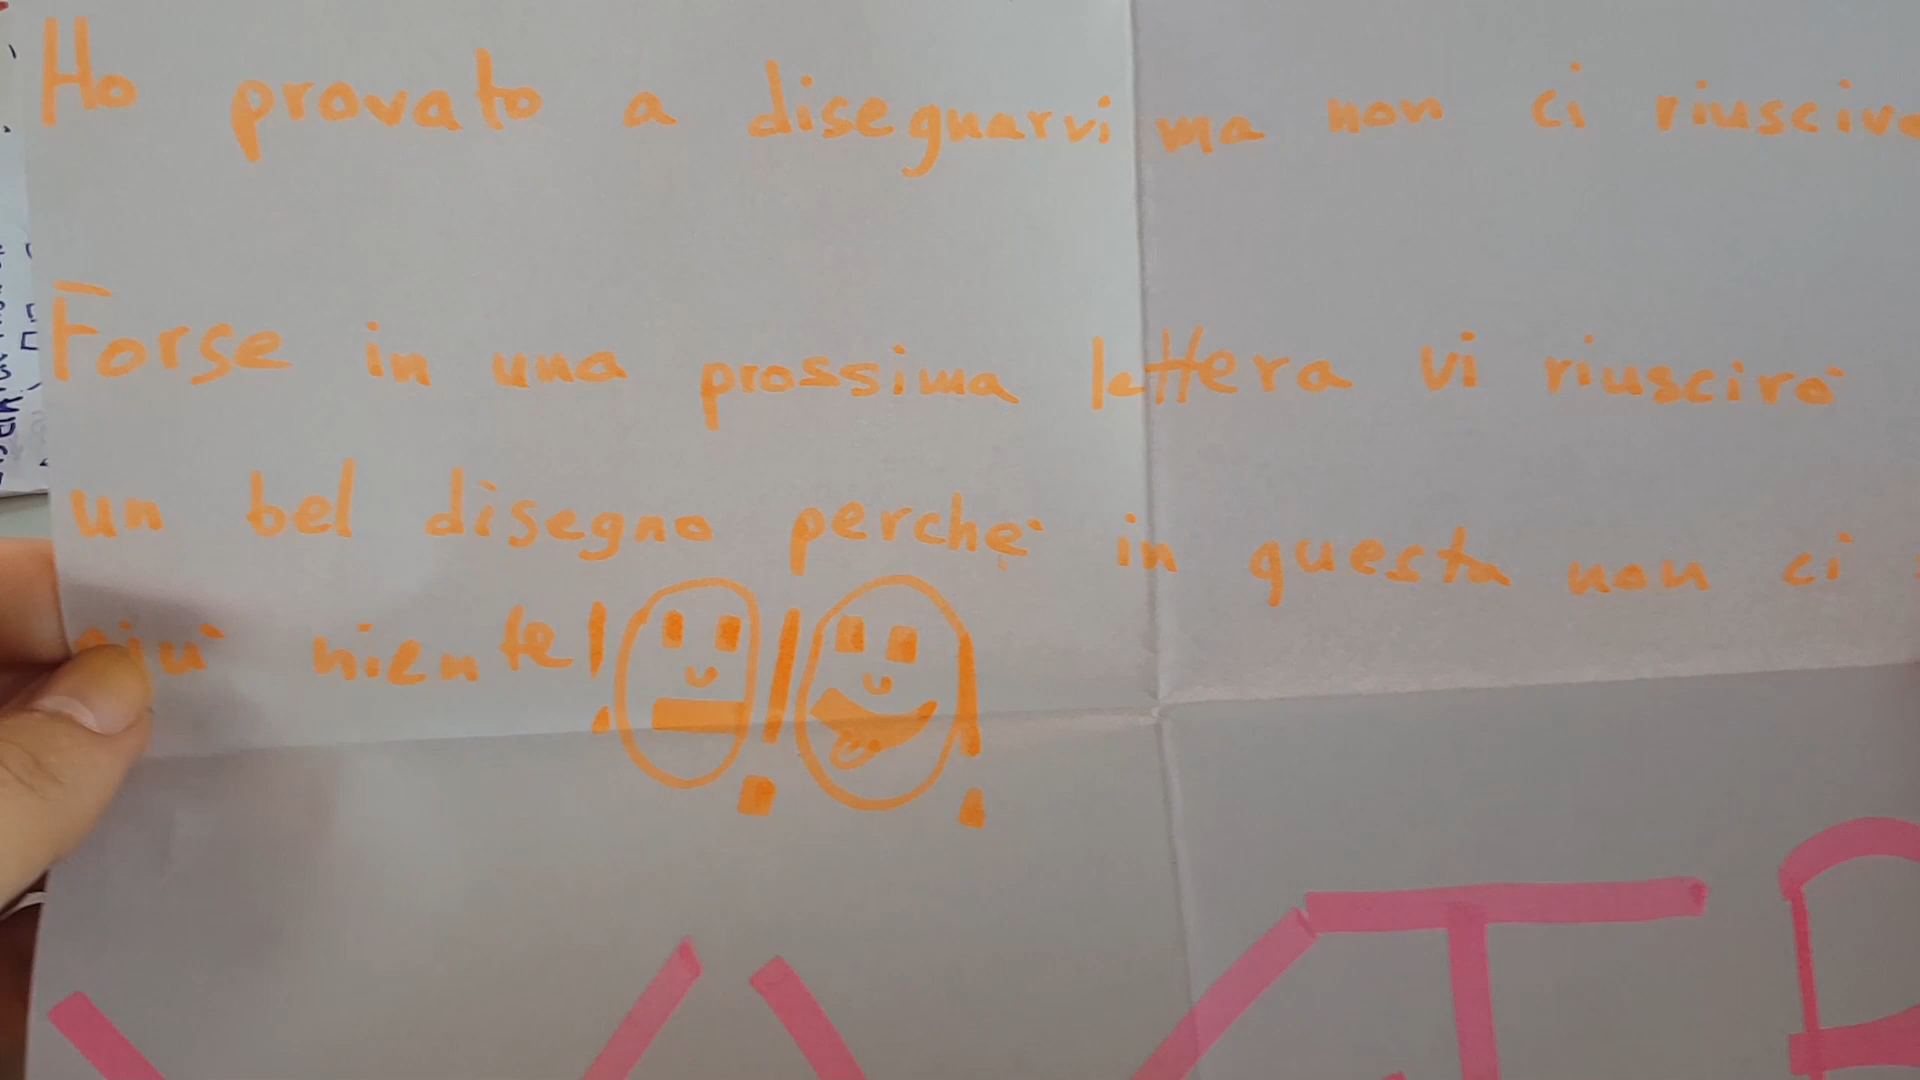 Ho provato a disegnarvi ma non ci riuscivo
Forse in una prossima lettera vi riuscirò
un bel disegno perchè in questa non ci
più niente!